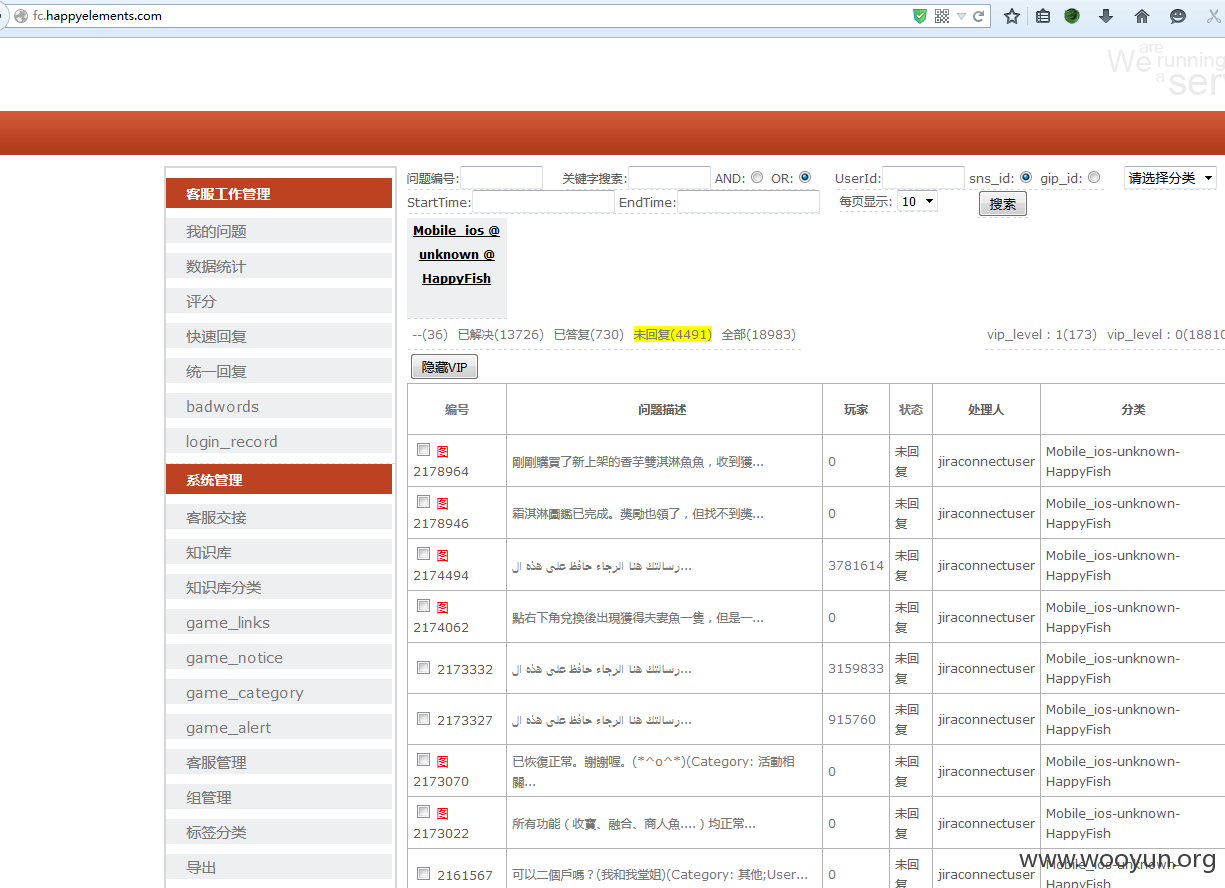 fc.happyelements.com
We are running a ser
客服工作管理
我的问题
数据统计
评分
快速回复
统一回复
badwords
login_record
系统管理
客服交接
知识库
知识库分类
game_links
game_notice
game_category
game_alert
客服管理
组管理
标签分类
导出
问题编号: 关键字搜索: AND: OR: UserId: sns_id: gip_id: 请选择分类
StartTime: EndTime: 每页显示: 10 搜索
Mobile_ios @
unknown @
HappyFish
--(36) 已解决(13726) 已答复(730) 未回复(4491) 全部(18983) vip_level : 1(173) vip_level : 0(18810
隐藏VIP
编号 问题描述 玩家 状态 处理人 分类
图 2178964 剛剛購買了新上架的香芋雙淇淋魚魚，收到獲... 0 未回复 jiraconnectuser Mobile_ios-unknown-HappyFish
图 2178946 霜淇淋圖鑑已完成。獎勵也領了，但找不到獎... 0 未回复 jiraconnectuser Mobile_ios-unknown-HappyFish
图 2174494 رسالتك هنا الرجاء حافظ على هذه ال... 3781614 未回复 jiraconnectuser Mobile_ios-unknown-HappyFish
图 2174062 點右下角兌換後出現獲得夫妻魚一隻，但是一... 0 未回复 jiraconnectuser Mobile_ios-unknown-HappyFish
2173332 رسالتك هنا الرجاء حافظ على هذه ال... 3159833 未回复 jiraconnectuser Mobile_ios-unknown-HappyFish
2173327 رسالتك هنا الرجاء حافظ على هذه ال... 915760 未回复 jiraconnectuser Mobile_ios-unknown-HappyFish
图 2173070 已恢復正常。謝謝喔。(*^o^*)(Category: 活動相關... 0 未回复 jiraconnectuser Mobile_ios-unknown-HappyFish
图 2173022 所有功能（收寶、融合、商人魚....）均正常... 0 未回复 jiraconnectuser Mobile_ios-unknown-HappyFish
2161567 可以二個戶嗎？(我和我堂姐)(Category: 其他;User... 0 未回复 jiraconnectuser Mobile_ios-unknown-HappyFish
www.wooyun.org